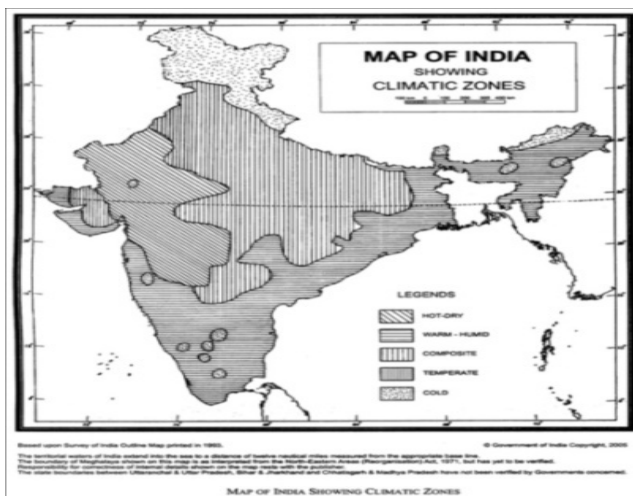 MAP OF INDIA
SHOWING
CLIMATIC ZONES
LEGENDS
HOT-DRY
WARM - HUMID
COMPOSITE
TEMPERATE
COLD
Based upon Survey of India Outline Map printed in 1993.
© Government of India Copyright, 2005
The territorial waters of India extend into the sea to a distance of twelve nautical miles measured from the appropriate base line.
The boundary of Meghalaya shown on this map is as interpreted from the North-Eastern Areas (Reorganisation) Act, 1971, but has yet to be verified.
Responsibility for correctness of internal details shown on the map rests with the publisher.
The state boundaries between Uttaranchal & Uttar Pradesh, Bihar & Jharkhand and Chhatisgarh & Madhya Pradesh have not been verified by Governments concerned.
MAP OF INDIA SHOWING CLIMATIC ZONES